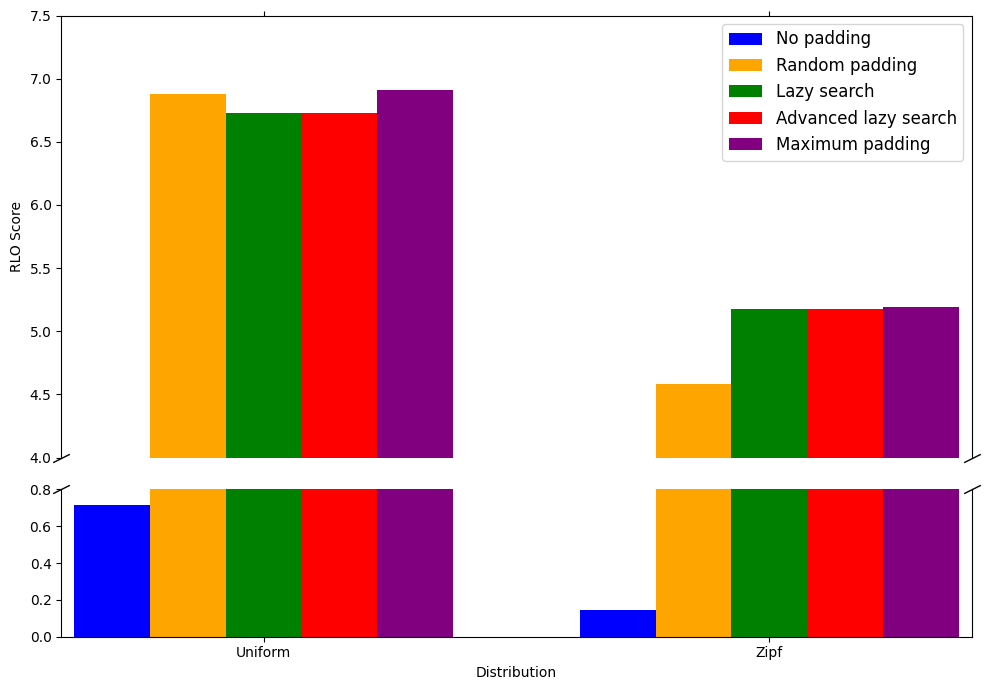 7.5
7.0
6.5
6.0
5.5
5.0
4.5
4.0
RLO Score
No padding
Random padding
Lazy search
Advanced lazy search
Maximum padding
0.8
0.6
0.4
0.2
0.0
Uniform
Zipf
Distribution